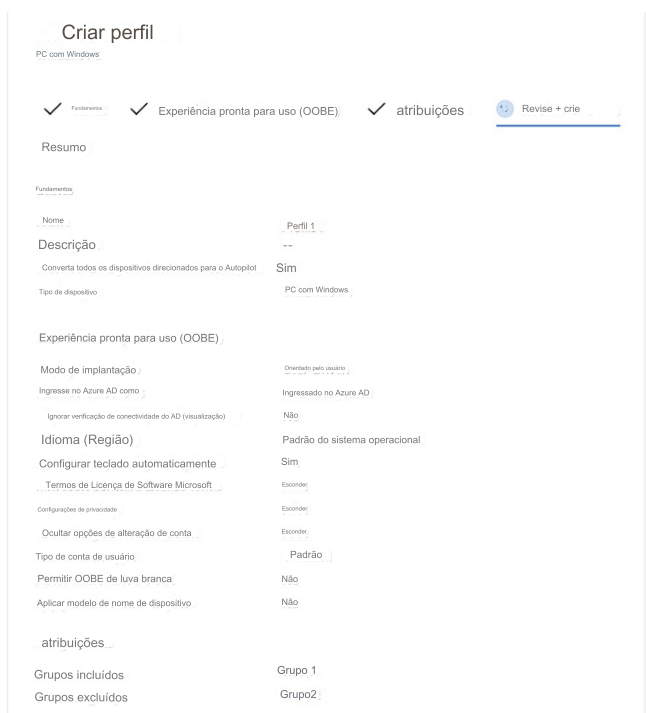 Criar perfil
PC com Windows
Fundamentos
Experiência pronta para uso (OOBE)
atribuições
Revise + crie
Resumo
Fundamentos
Nome
Perfil 1
Descrição
--
Converta todos os dispositivos direcionados para o Autopilot
Sim
Tipo de dispositivo
PC com Windows
Experiência pronta para uso (OOBE)
Modo de implantação
Orientado pelo usuário
Ingresse no Azure AD como
Ingressado no Azure AD
Ignorar verificação de conectividade do AD (visualização)
Não
Idioma (Região)
Padrão do sistema operacional
Configurar teclado automaticamente
Sim
Termos de Licença de Software Microsoft
Esconder
Configurações de privacidade
Esconder
Ocultar opções de alteração de conta
Esconder
Tipo de conta de usuário
Padrão
Permitir OOBE de luva branca
Não
Aplicar modelo de nome de dispositivo
Não
atribuições
Grupos incluídos
Grupo 1
Grupos excluídos
Grupo2